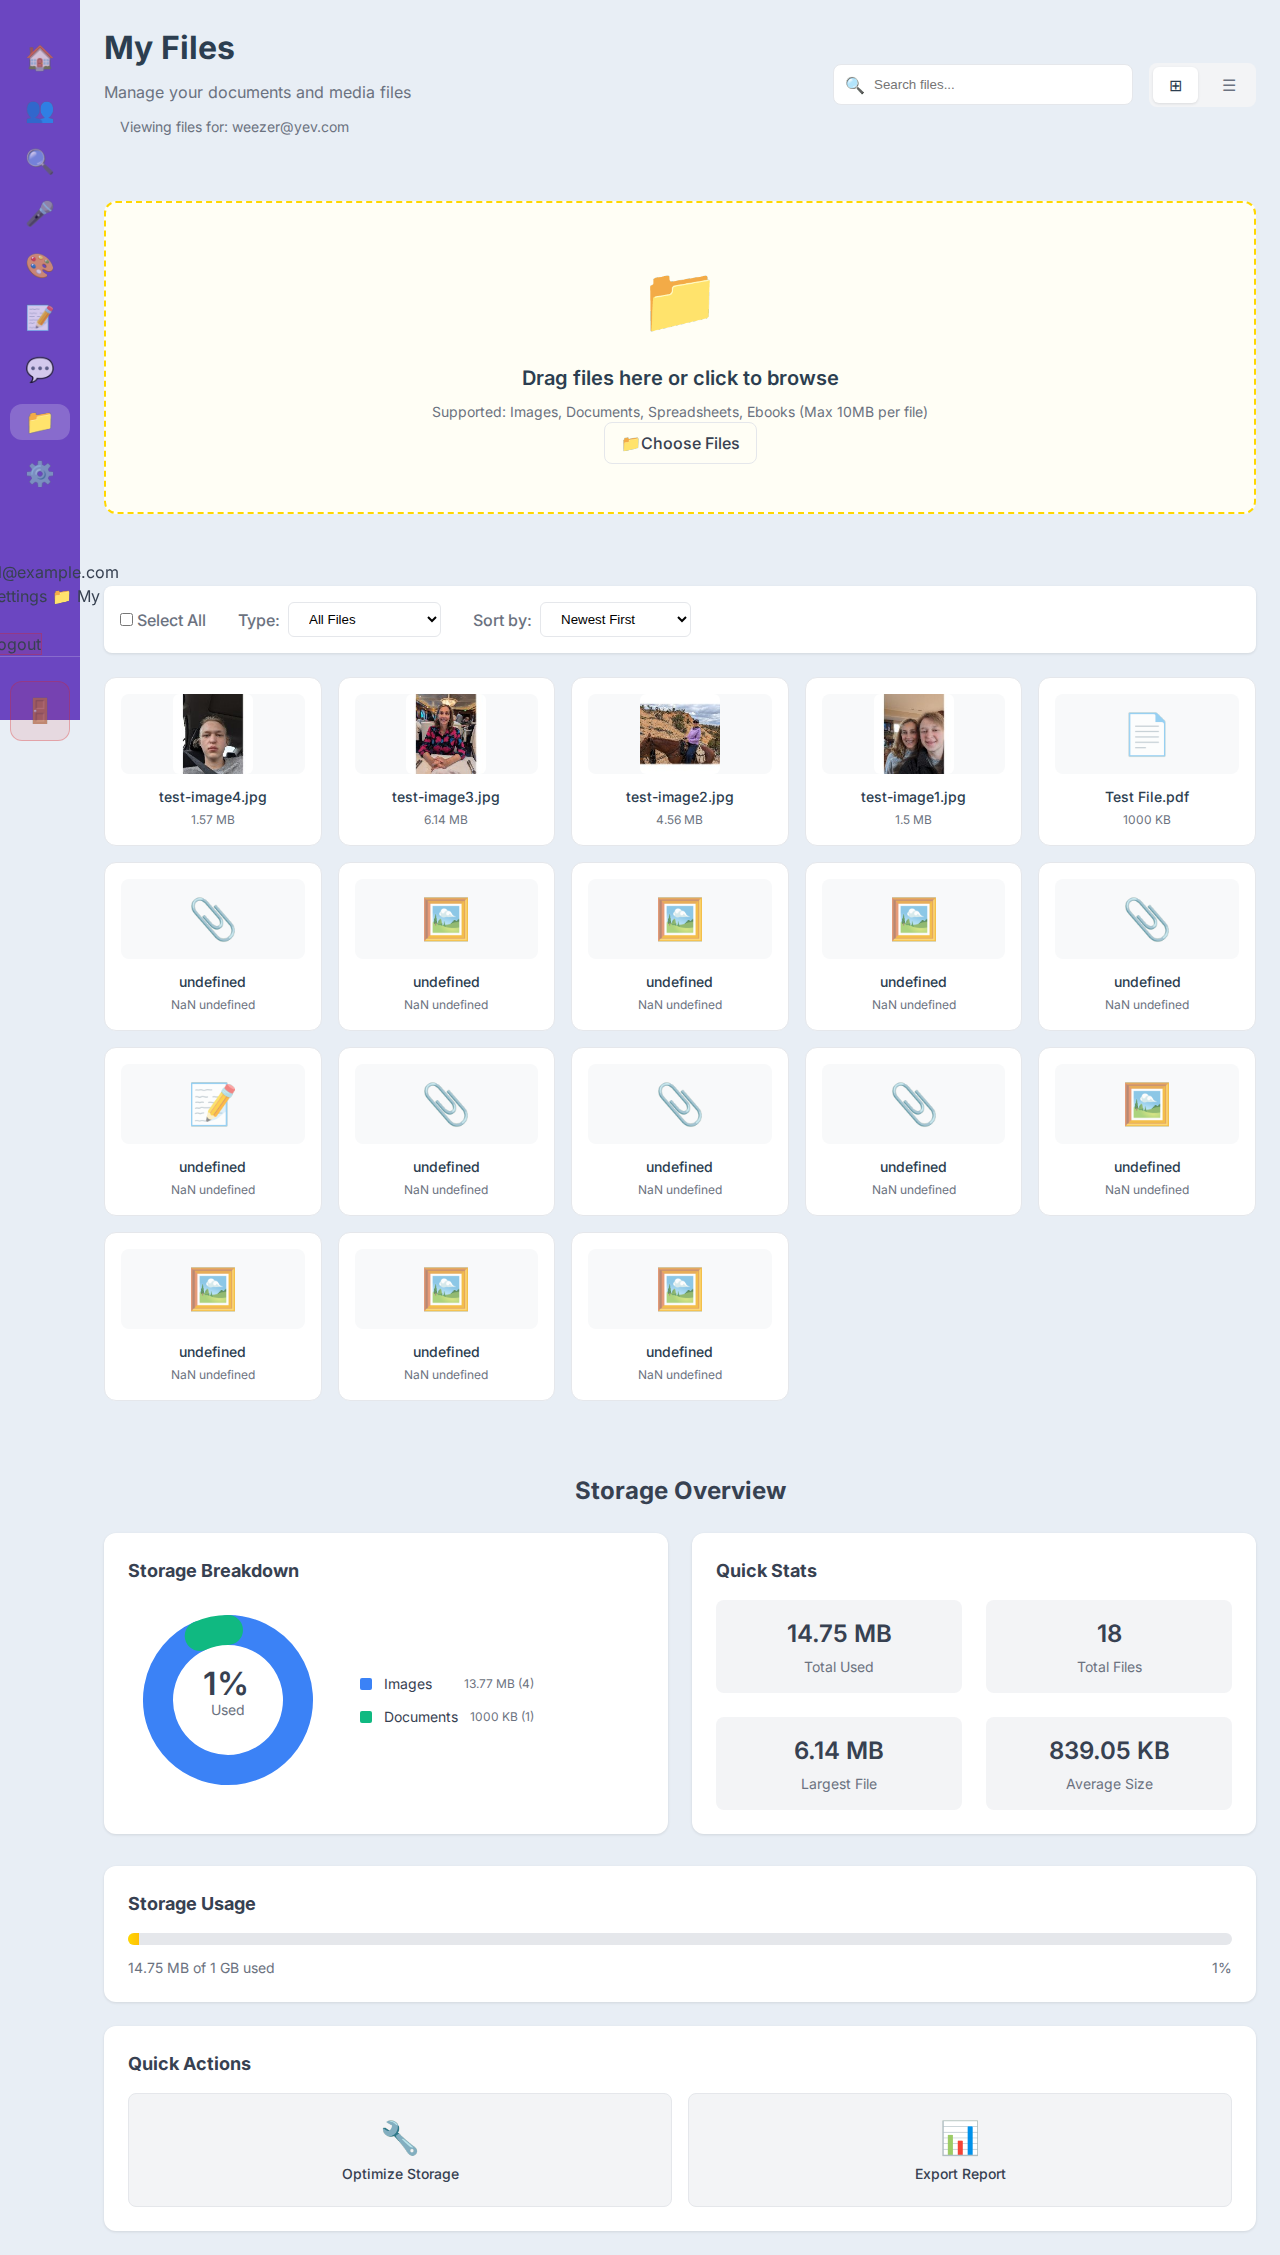 My Files
Manage your documents and media files
Viewing files for: weezer@yev.com
Search files...
Drag files here or click to browse
Supported: Images, Documents, Spreadsheets, Ebooks (Max 10MB per file)
Choose Files
l@example.com
ettings 📁 My
ogout
Select All Type: All Files Sort by: Newest First
test-image4.jpg
1.57 MB
test-image3.jpg
6.14 MB
test-image2.jpg
4.56 MB
test-image1.jpg
1.5 MB
Test File.pdf
1000 KB
undefined
NaN undefined
undefined
NaN undefined
undefined
NaN undefined
undefined
NaN undefined
undefined
NaN undefined
undefined
NaN undefined
undefined
NaN undefined
undefined
NaN undefined
undefined
NaN undefined
undefined
NaN undefined
undefined
NaN undefined
undefined
NaN undefined
undefined
NaN undefined
Storage Overview
Storage Breakdown
1%
Used
Images 13.77 MB (4)
Documents 1000 KB (1)
Quick Stats
14.75 MB
Total Used
18
Total Files
6.14 MB
Largest File
839.05 KB
Average Size
Storage Usage
14.75 MB of 1 GB used 1%
Quick Actions
Optimize Storage
Export Report